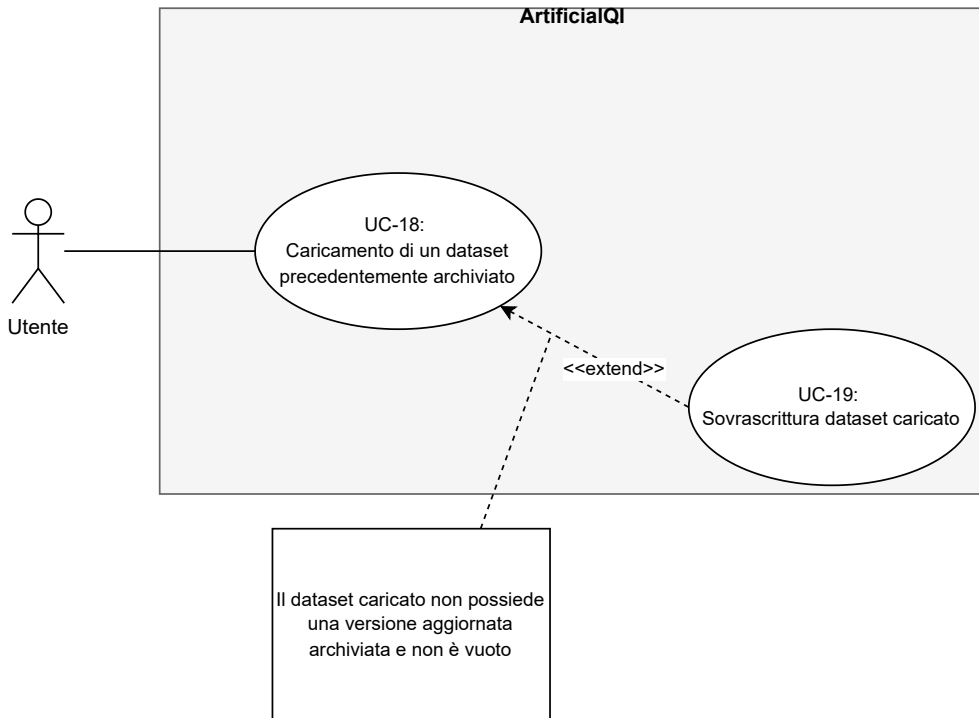 ArtificialQI
UC-18:
Caricamento di un dataset
precedentemente archiviato
Utente
<<extend>>
UC-19:
Sovrascrittura dataset caricato
Il dataset caricato non possiede
una versione aggiornata
archiviata e non è vuoto